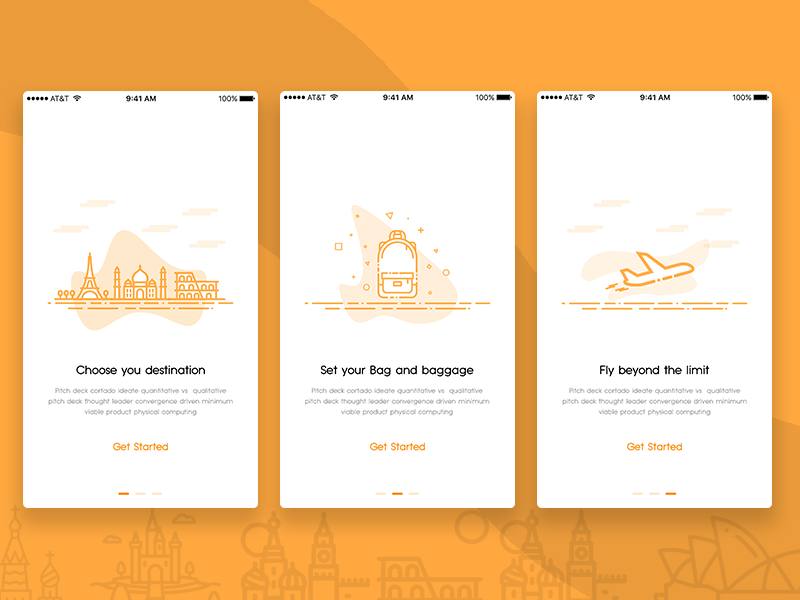 AT&T 9:41 AM 100%
Choose you destination
Pitch deck cortado ideate quantitative vs qualitative
pitch deck thought leader convergence driven minimum
viable product physical computing
Get Started
AT&T 9:41 AM 100%
Set your Bag and baggage
Pitch deck cortado ideate quantitative vs qualitative
pitch deck thought leader convergence driven minimum
viable product physical computing
Get Started
AT&T 9:41 AM 100%
Fly beyond the limit
Pitch deck cortado ideate quantitative vs qualitative
pitch deck thought leader convergence driven minimum
viable product physical computing
Get Started